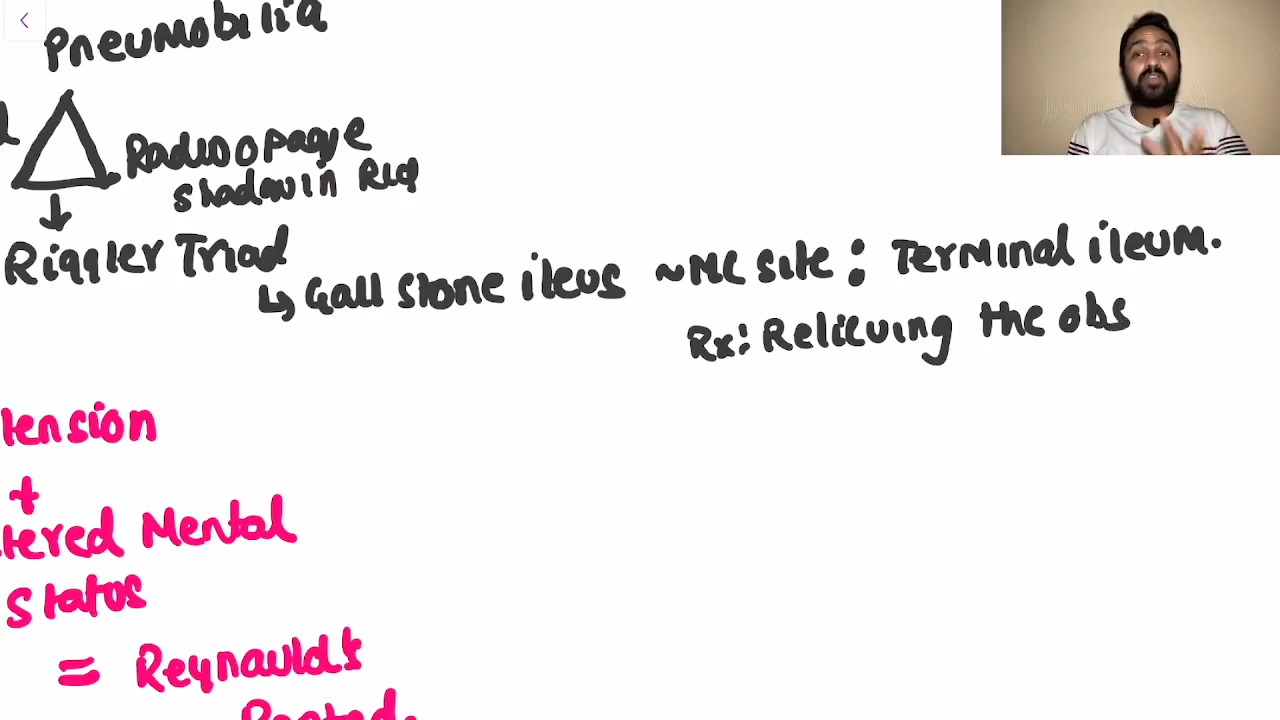 Pneumobilia
Radioopaque
shadow in RLQ
Riggler Triad
↳ Gall stone ileus ~MC site : Terminal ileum.
Rx: Relieving the obs
tension
+
tered Mental
Status
= Reynauld's